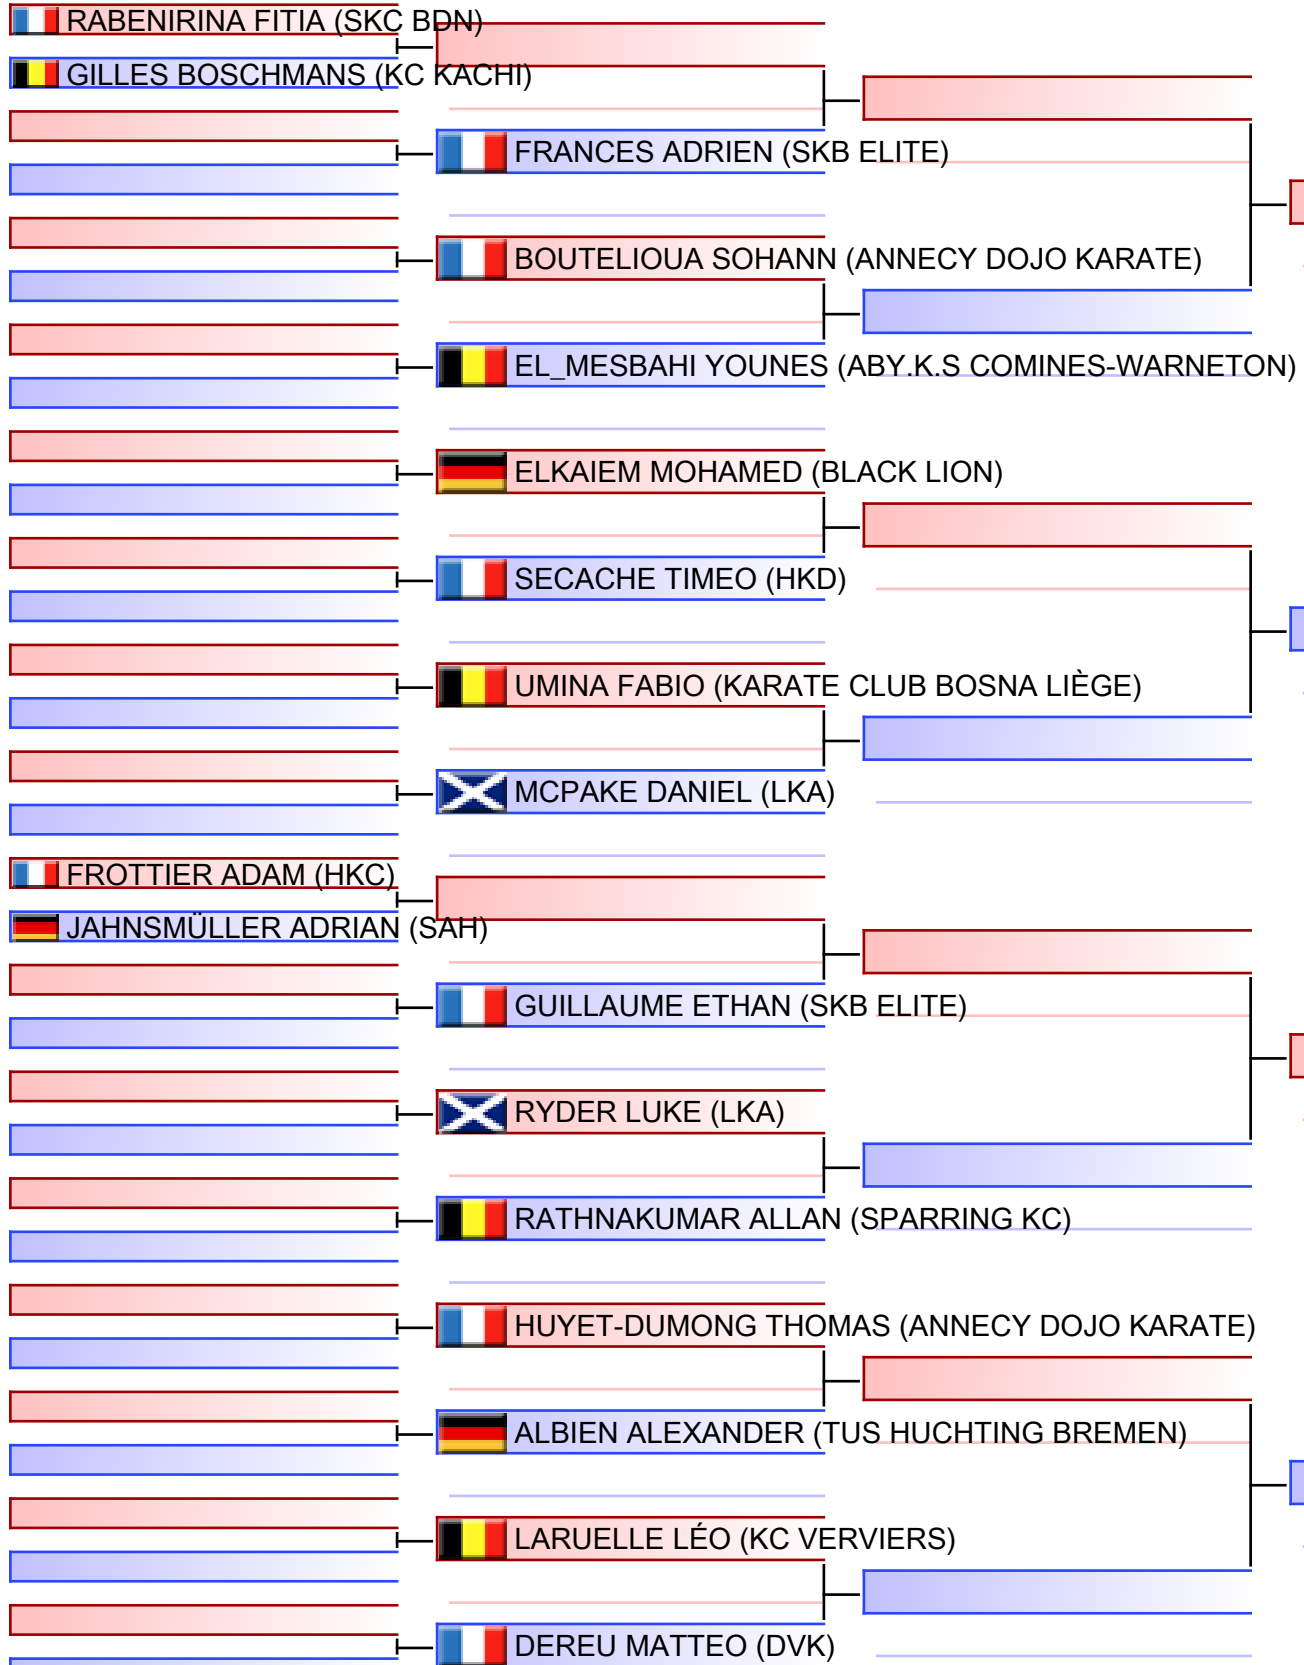 RABENIRINA FITIA (SKC BDN)
GILLES BOSCHMANS (KC KACHI)
FRANCES ADRIEN (SKB ELITE)
BOUTELIOUA SOHANN (ANNECY DOJO KARATE)
EL_MESBAHI YOUNES (ABY.K.S COMINES-WARNETON)
ELKAIEM MOHAMED (BLACK LION)
SECACHE TIMEO (HKD)
UMINA FABIO (KARATE CLUB BOSNA LIÈGE)
MCPAKE DANIEL (LKA)
FROTTIER ADAM (HKC)
JAHNSMÜLLER ADRIAN (SAH)
GUILLAUME ETHAN (SKB ELITE)
RYDER LUKE (LKA)
RATHNAKUMAR ALLAN (SPARRING KC)
HUYET-DUMONG THOMAS (ANNECY DOJO KARATE)
ALBIEN ALEXANDER (TUS HUCHTING BREMEN)
LARUELLE LÉO (KC VERVIERS)
DEREU MATTEO (DVK)